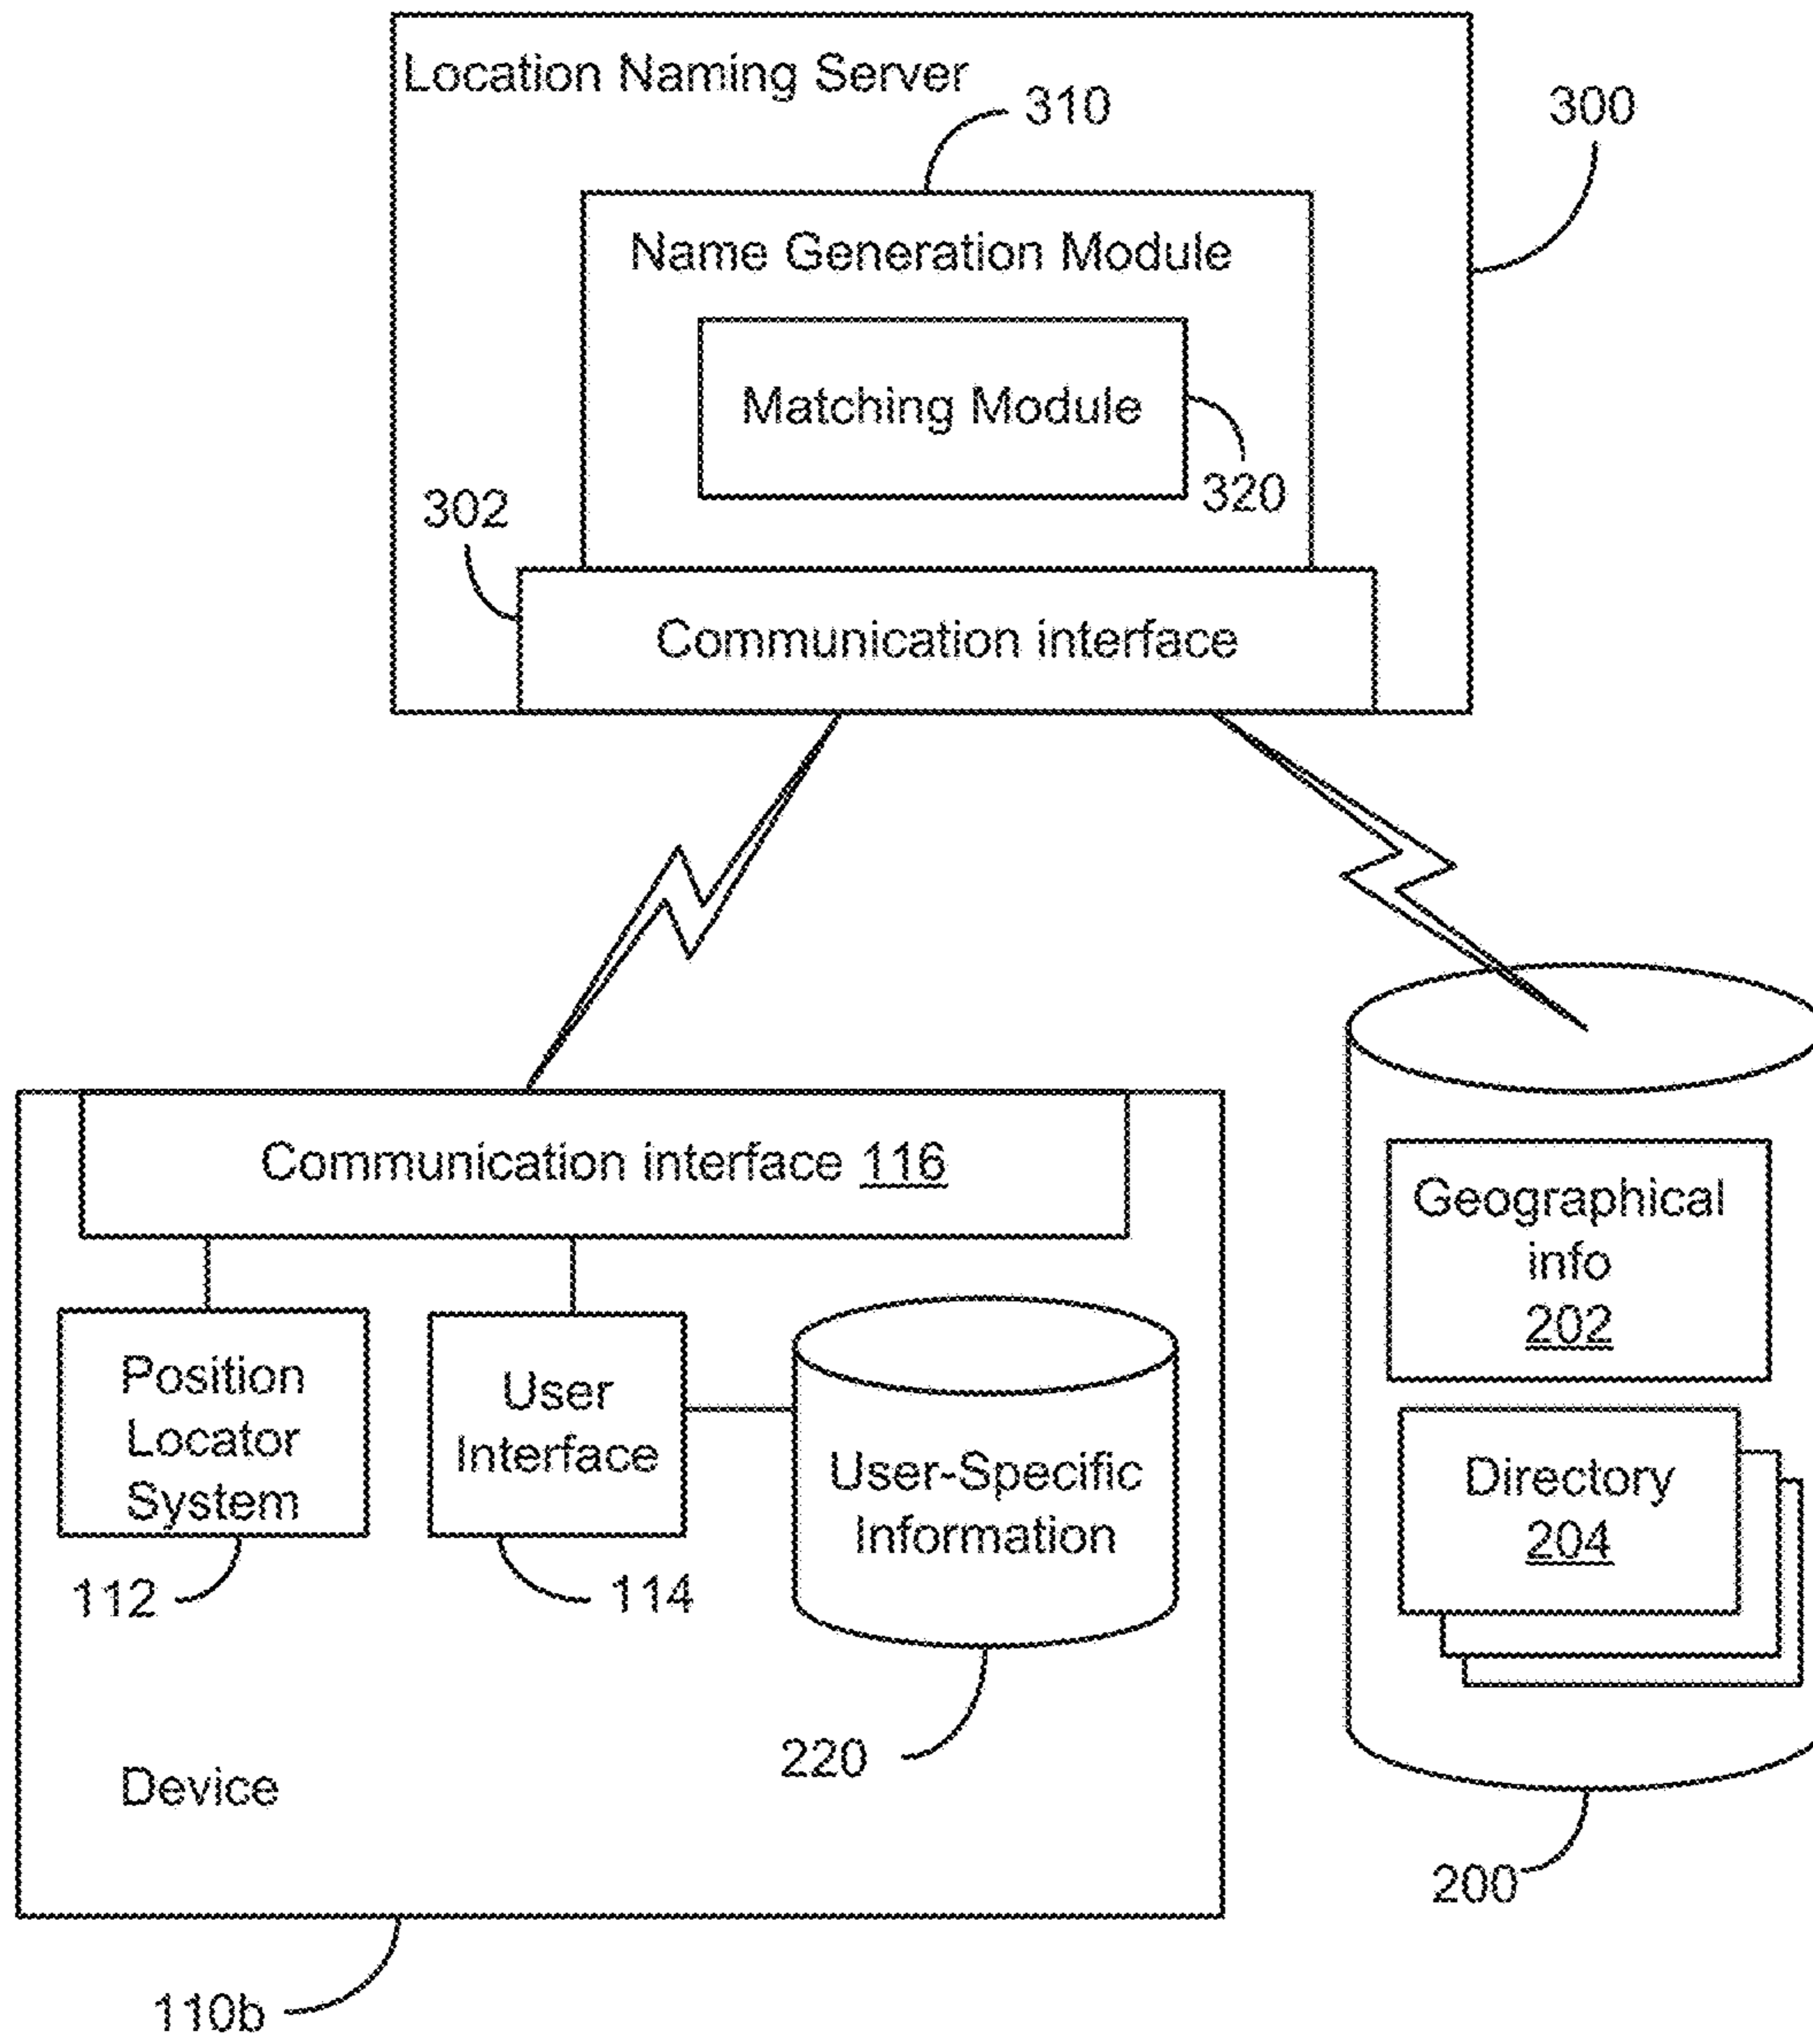 Location Naming Server
310
300
Name Generation Module
Matching Module
320
302
Communication interface
Communication interface 116
Geographical
info
202
Position
Locator
System
User
Interface
User-Specific
Information
Directory
204
112
114
220
Device
200
110b